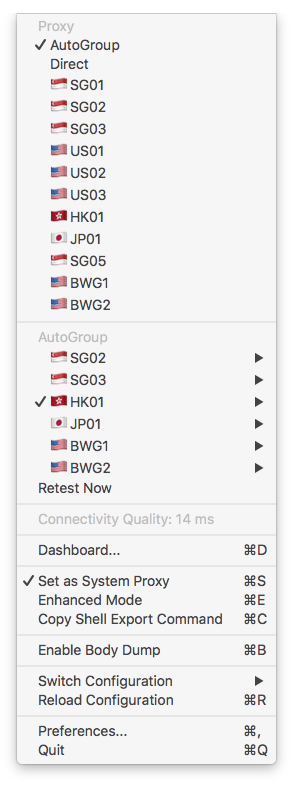 Proxy
✓ AutoGroup
Direct
🇸🇬 SG01
🇸🇬 SG02
🇸🇬 SG03
🇺🇸 US01
🇺🇸 US02
🇺🇸 US03
🇭🇰 HK01
🇯🇵 JP01
🇸🇬 SG05
🇺🇸 BWG1
🇺🇸 BWG2
AutoGroup
🇸🇬 SG02 ▶
🇸🇬 SG03 ▶
✓ 🇭🇰 HK01 ▶
🇯🇵 JP01 ▶
🇺🇸 BWG1 ▶
🇺🇸 BWG2 ▶
Retest Now
Connectivity Quality: 14 ms
Dashboard... ⌘D
✓ Set as System Proxy ⌘S
Enhanced Mode ⌘E
Copy Shell Export Command ⌘C
Enable Body Dump ⌘B
Switch Configuration ▶
Reload Configuration ⌘R
Preferences... ⌘,
Quit ⌘Q